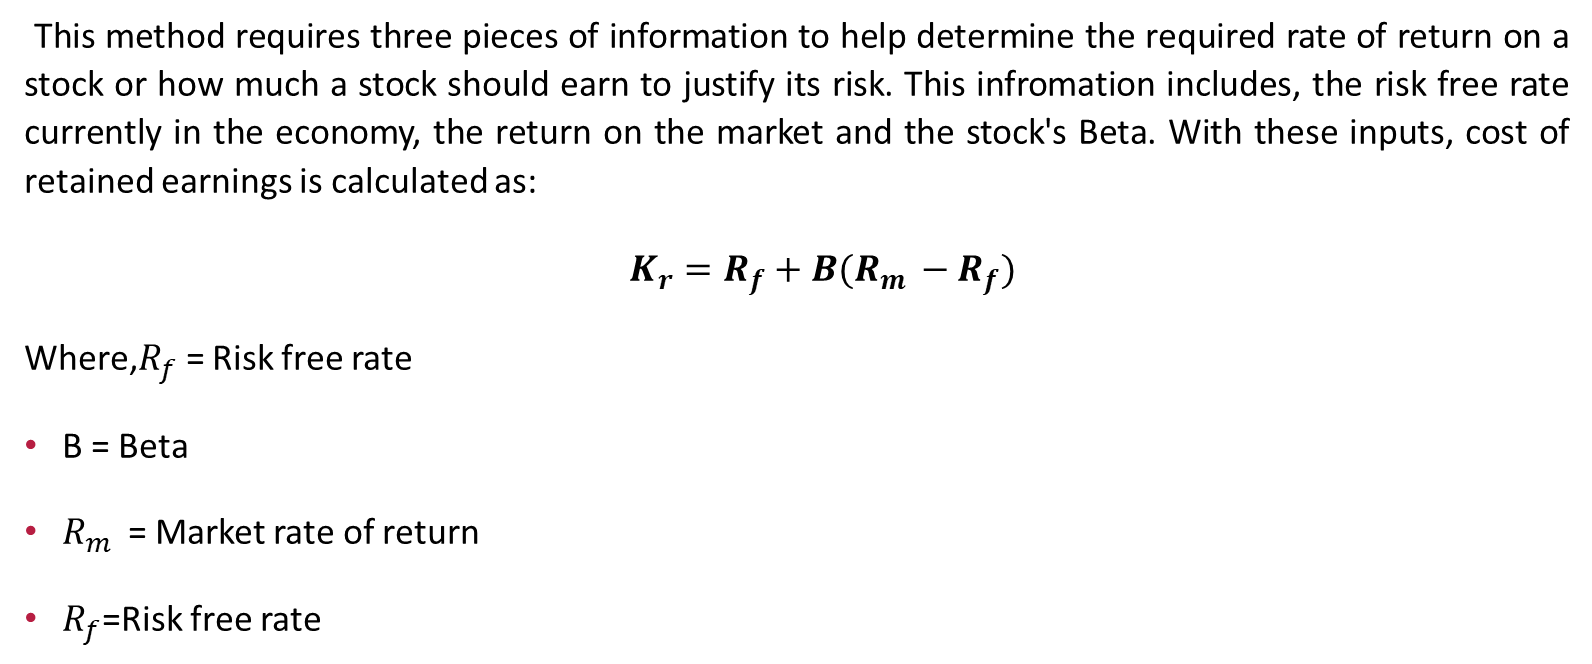 This method requires three pieces of information to help determine the required rate of return on a
stock or how much a stock should earn to justify its risk. This infromation includes, the risk free rate
currently in the economy, the return on the market and the stock's Beta. With these inputs, cost of
retained earnings is calculated as:
K_r = R_f + B(R_m − R_f)
Where,R_f = Risk free rate
• B = Beta
• R_m = Market rate of return
• R_f=Risk free rate